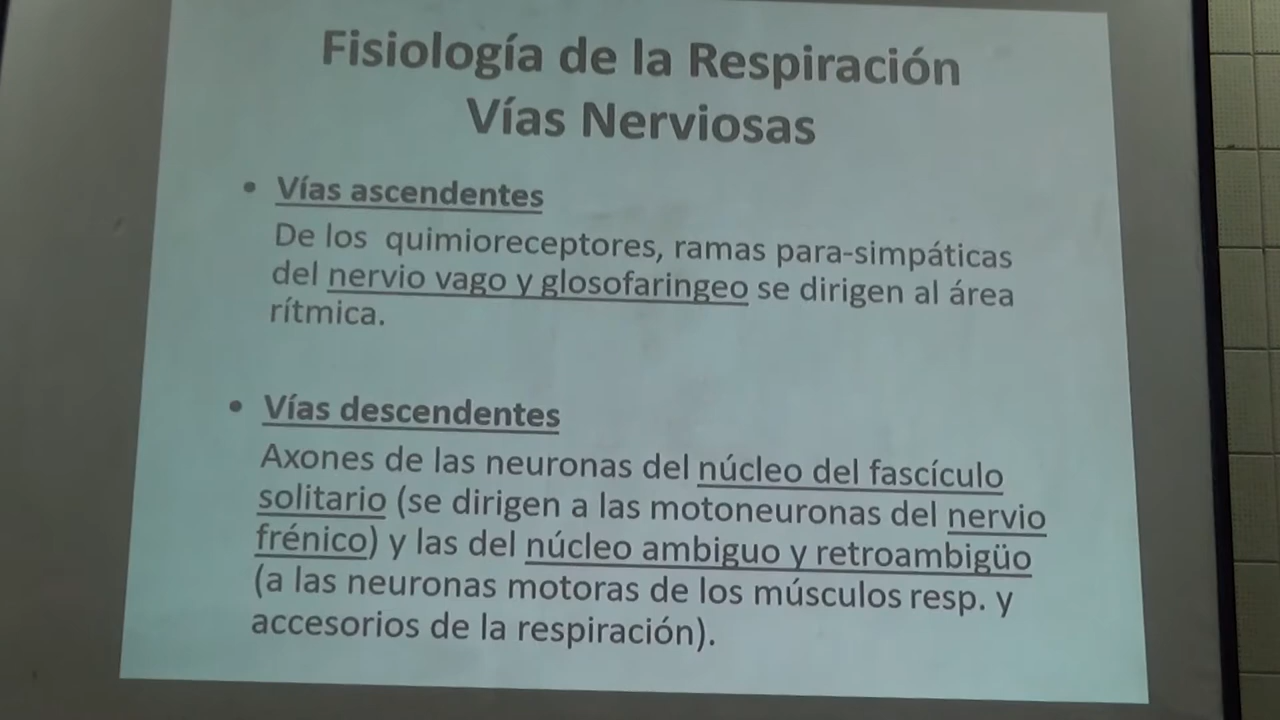 Fisiología de la Respiración
Vías Nerviosas
• Vías ascendentes
De los quimioreceptores, ramas para-simpáticas
del nervio vago y glosofaringeo se dirigen al área
rítmica.
• Vías descendentes
Axones de las neuronas del núcleo del fascículo
solitario (se dirigen a las motoneuronas del nervio
frénico) y las del núcleo ambiguo y retroambigüo
(a las neuronas motoras de los músculos resp. y
accesorios de la respiración).